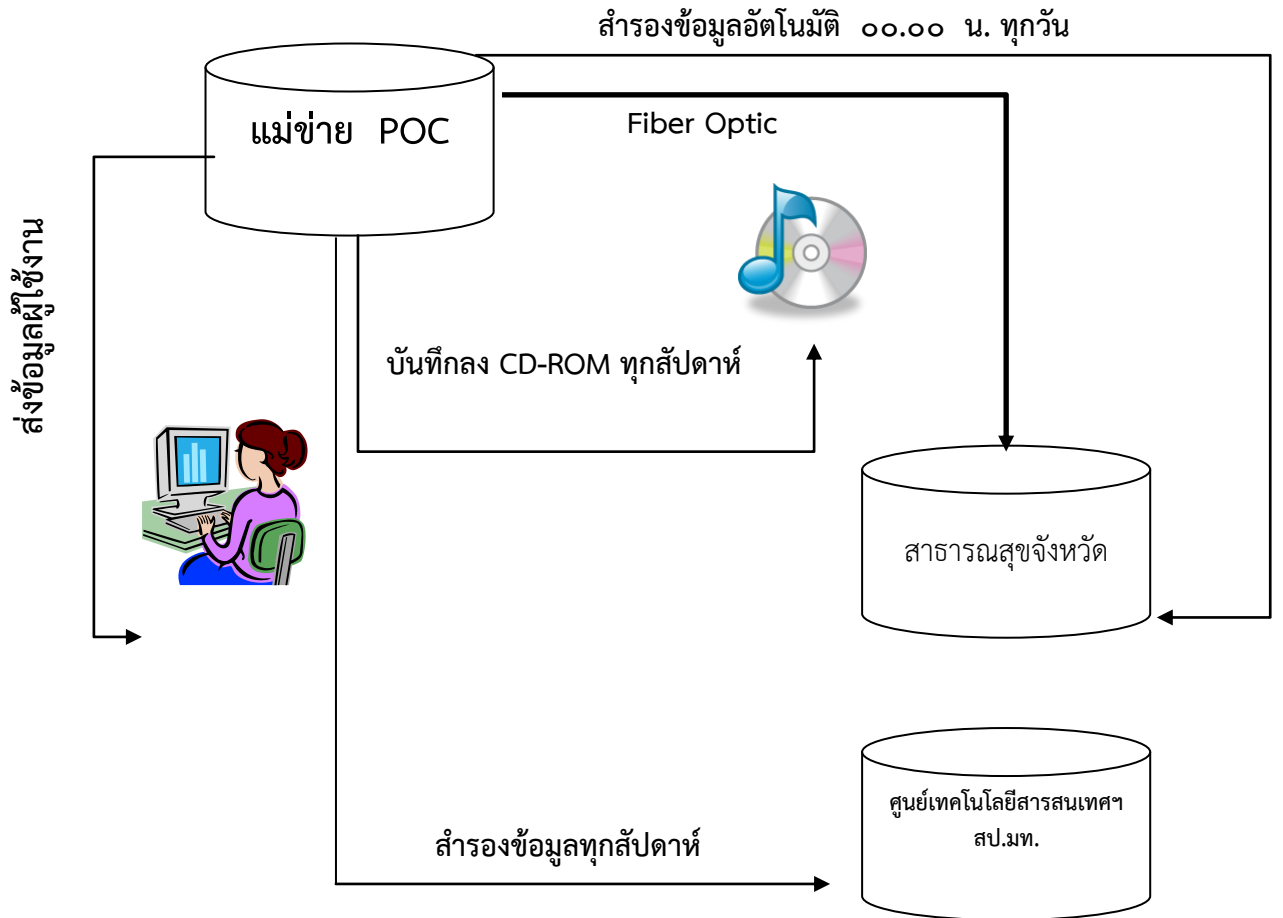 สำรองข้อมูลอัตโนมัติ ๐๐.๐๐ น. ทุกวัน
แม่ข่าย POC
Fiber Optic
ส่งข้อมูลผู้ใช้งาน
บันทึกลง CD-ROM ทุกสัปดาห์
สาธารณสุขจังหวัด
ศูนย์เทคโนโลยีสารสนเทศฯ
สป.มท.
สำรองข้อมูลทุกสัปดาห์